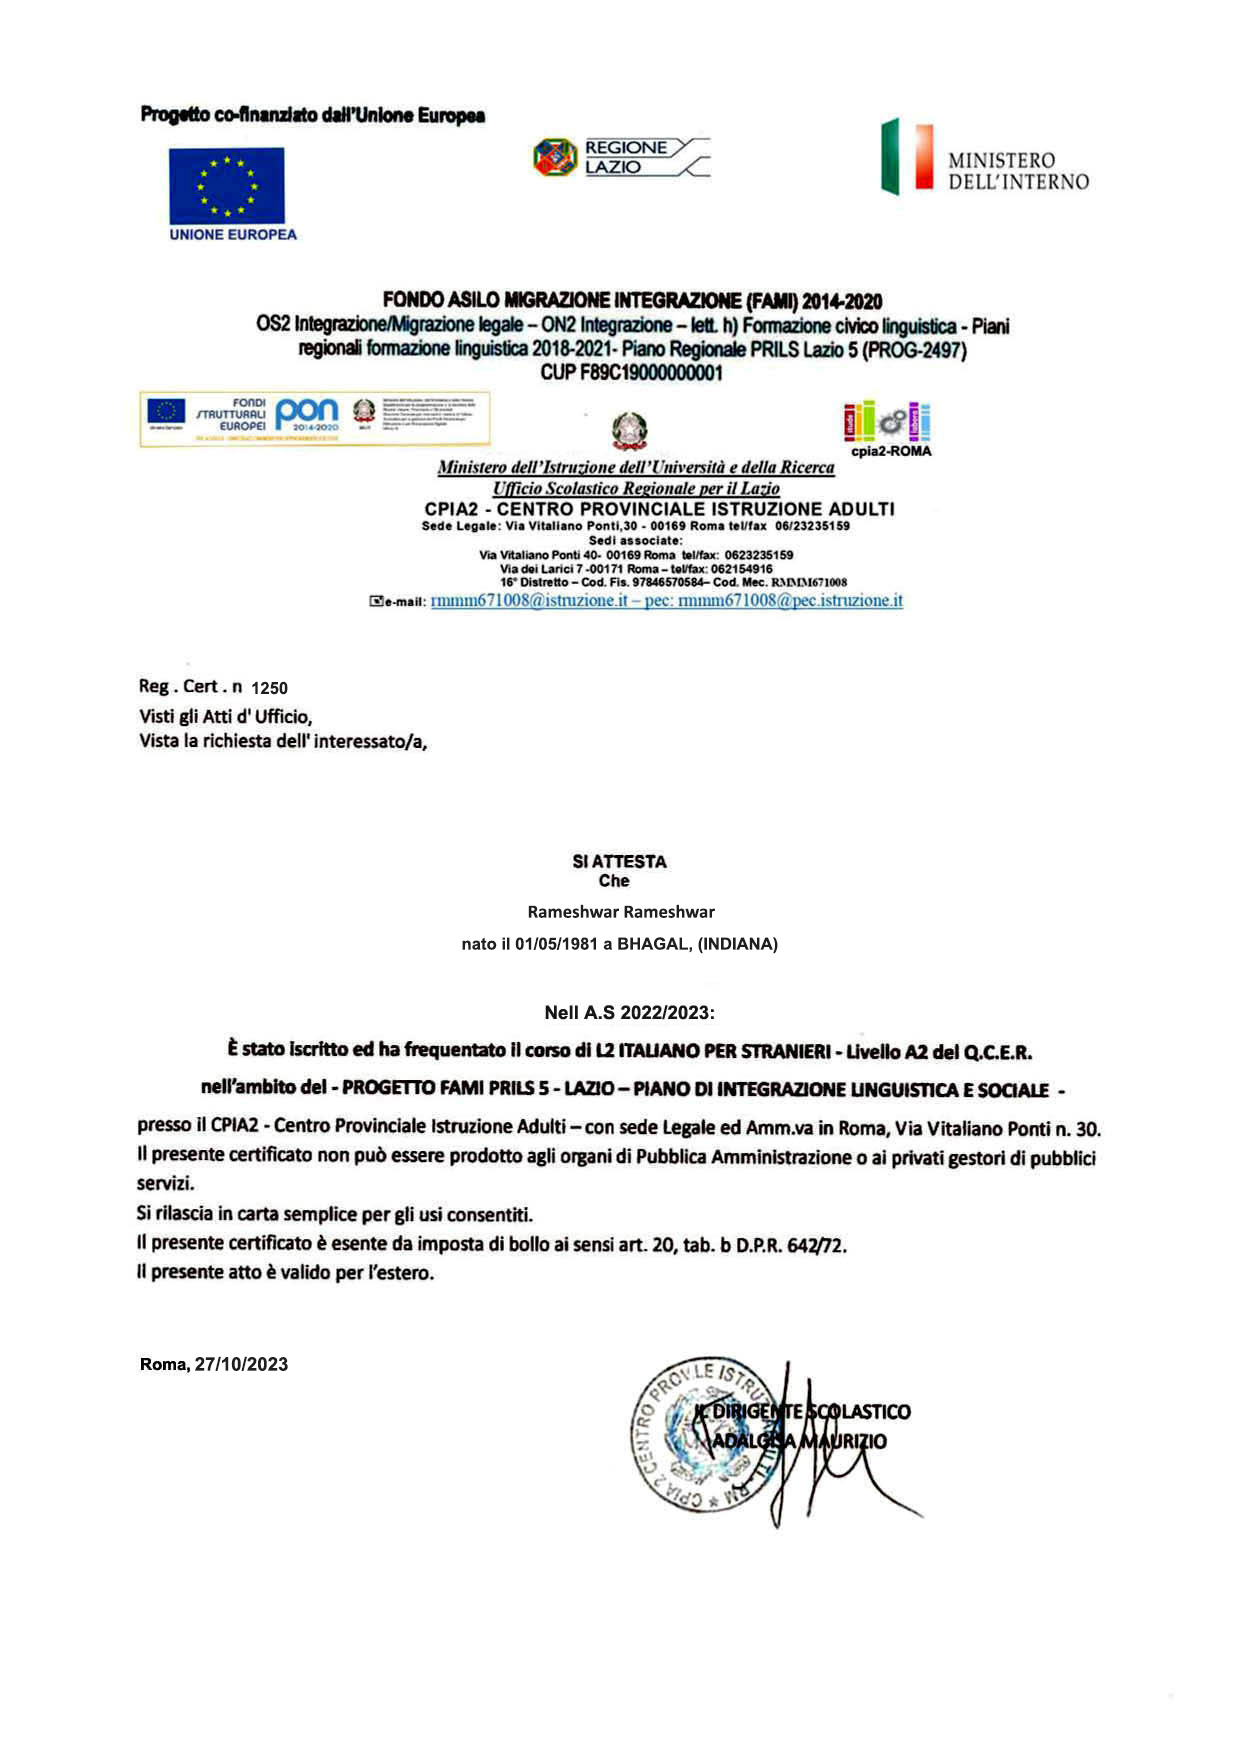 Progetto co-finanziato dall'Unione Europea
UNIONE EUROPEA
REGIONE
LAZIO
MINISTERO
DELL'INTERNO
FONDO ASILO MIGRAZIONE INTEGRAZIONE (FAMI) 2014-2020
OS2 Integrazione/Migrazione legale – ON2 Integrazione – lett. h) Formazione civico linguistica - Piani
regionali formazione linguistica 2018-2021- Piano Regionale PRILS Lazio 5 (PROG-2497)
CUP F89C19000000001
FONDI
STRUTTURALI
EUROPEI
pon
2014-2020
studio
lavoro
cpia2-ROMA
Ministero dell'Istruzione dell'Università e della Ricerca
Ufficio Scolastico Regionale per il Lazio
CPIA2 - CENTRO PROVINCIALE ISTRUZIONE ADULTI
Sede Legale: Via Vitaliano Ponti,30 - 00169 Roma tel/fax 06/23235159
Sedi associate:
Via Vitaliano Ponti 40- 00169 Roma tel/fax: 0623235159
Via dei Larici 7 -00171 Roma – tel/fax: 062154916
16° Distretto – Cod. Fis. 97846570584– Cod. Mec. RMMM671008
e-mail: rmmm671008@istruzione.it – pec: rmmm671008@pec.istruzione.it
Reg . Cert . n 1250
Visti gli Atti d' Ufficio,
Vista la richiesta dell' interessato/a,
SI ATTESTA
Che
Rameshwar Rameshwar
nato il 01/05/1981 a BHAGAL, (INDIANA)
Nell A.S 2022/2023:
È stato iscritto ed ha frequentato il corso di L2 ITALIANO PER STRANIERI - Livello A2 del Q.C.E.R.
nell'ambito del - PROGETTO FAMI PRILS 5 - LAZIO – PIANO DI INTEGRAZIONE LINGUISTICA E SOCIALE -
presso il CPIA2 - Centro Provinciale Istruzione Adulti – con sede Legale ed Amm.va in Roma, Via Vitaliano Ponti n. 30.
Il presente certificato non può essere prodotto agli organi di Pubblica Amministrazione o ai privati gestori di pubblici
servizi.
Si rilascia in carta semplice per gli usi consentiti.
Il presente certificato è esente da imposta di bollo ai sensi art. 20, tab. b D.P.R. 642/72.
Il presente atto è valido per l'estero.
Roma, 27/10/2023
IL DIRIGENTE SCOLASTICO
ADALGISA MAURIZIO
CPIA 2 CENTRO PROV.LE ISTRUZ. ADULTI - RM *